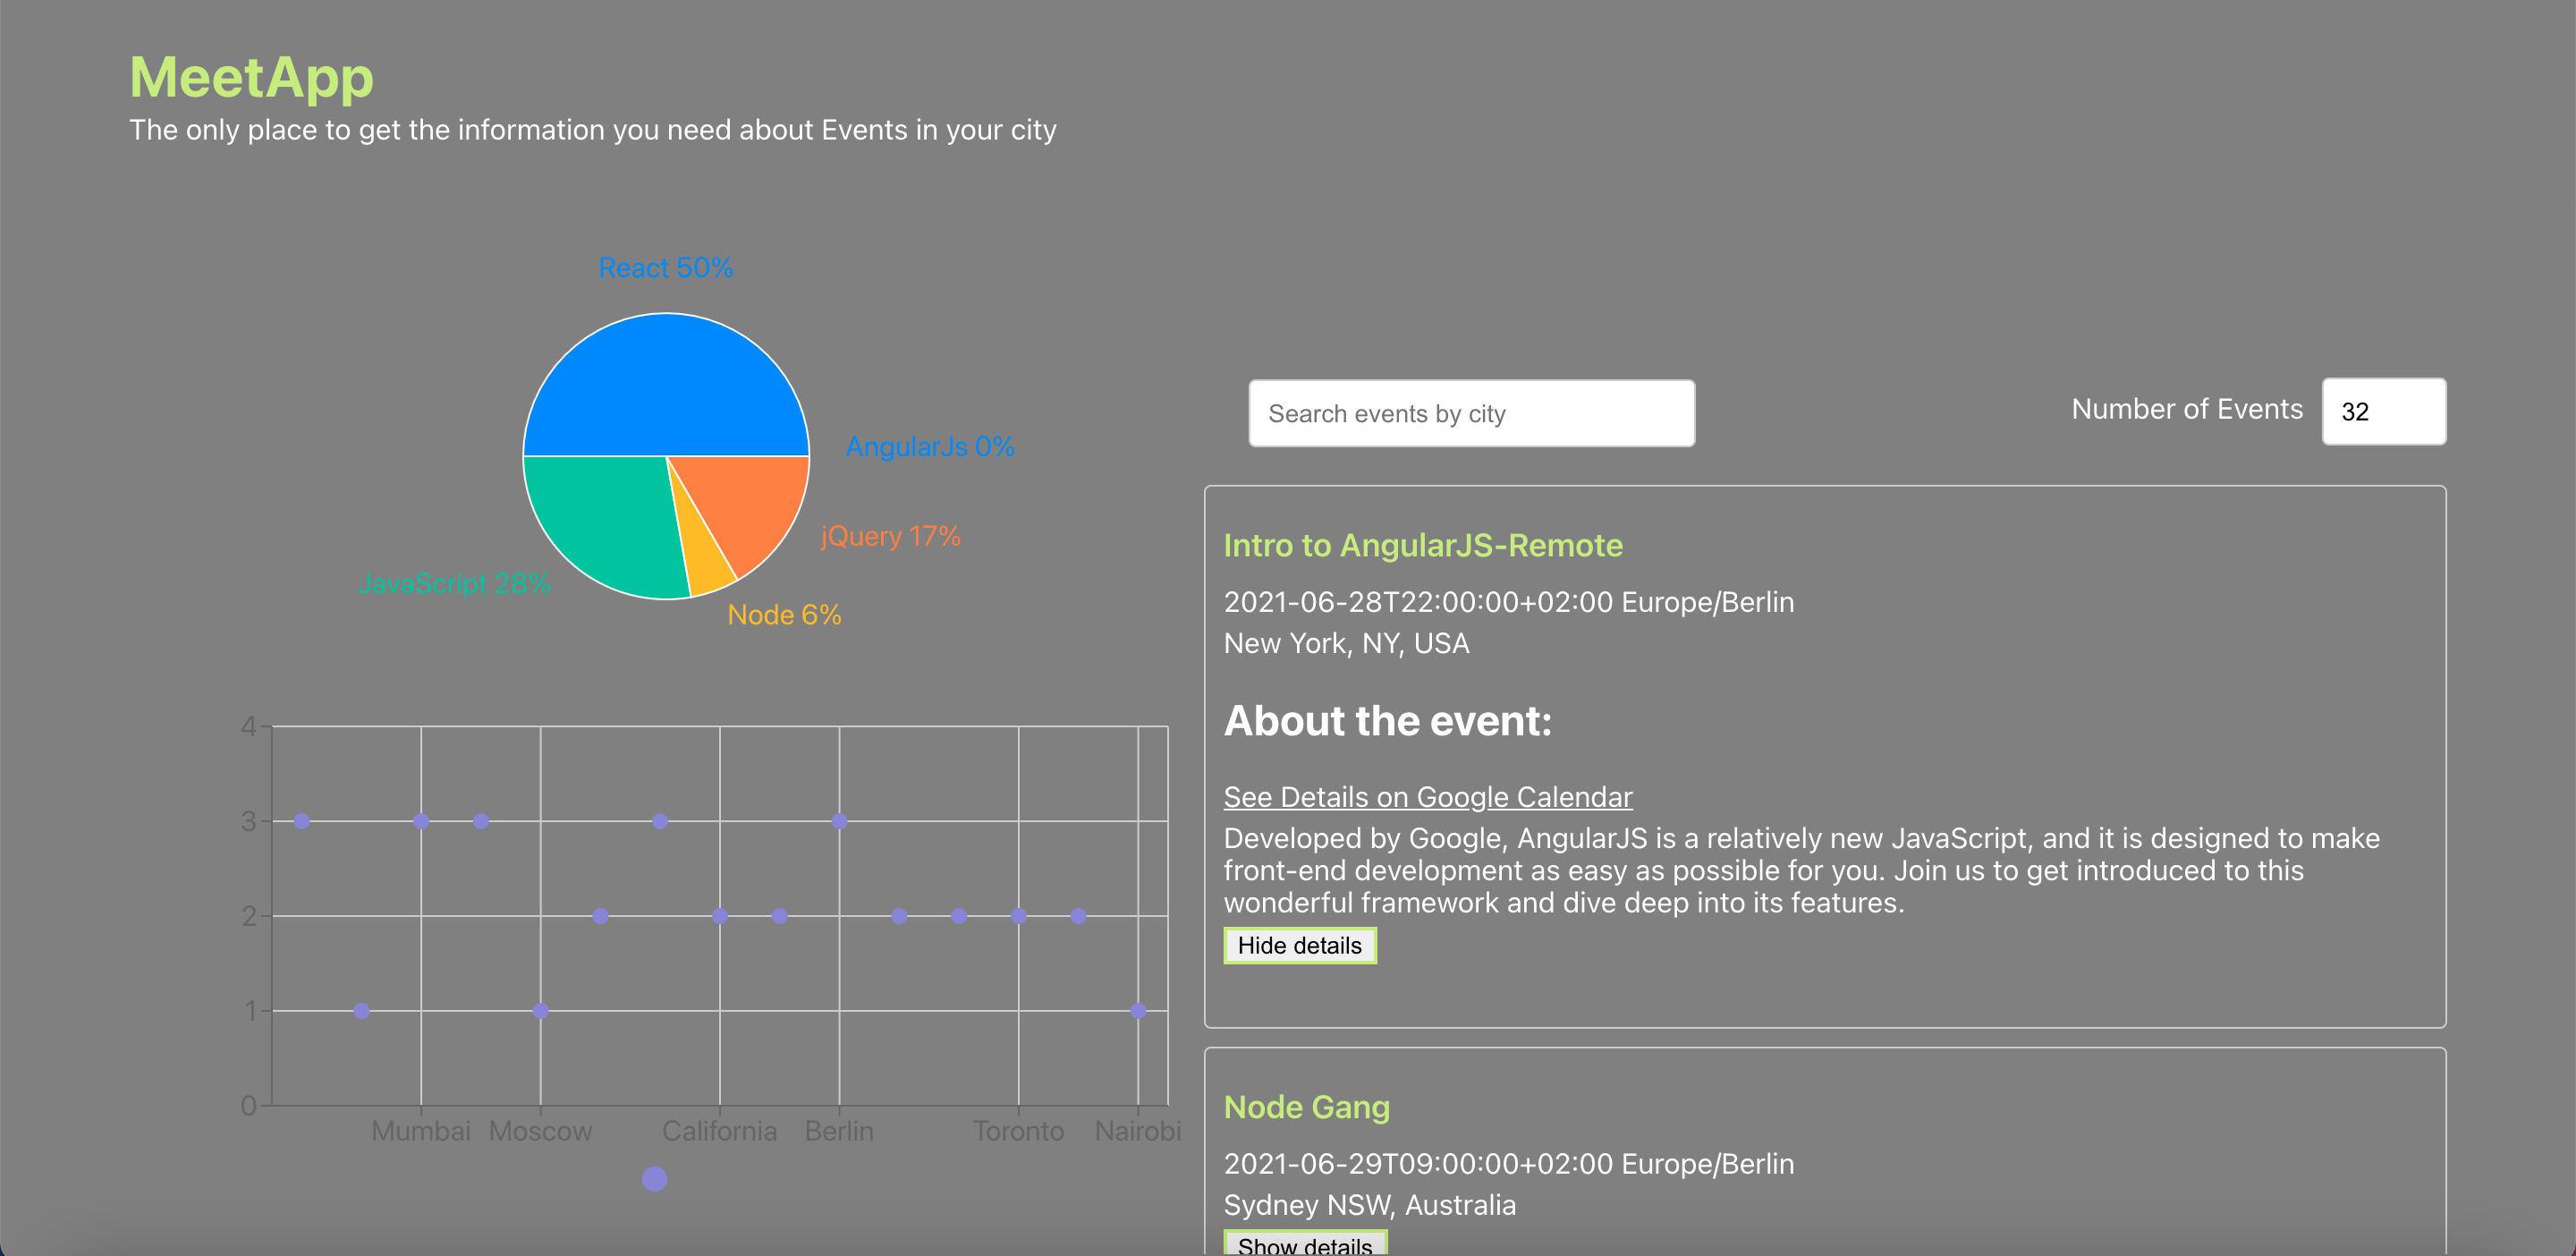 MeetApp
The only place to get the information you need about Events in your city
React 50%
AngularJs 0%
jQuery 17%
JavaScript 28%
Node 6%
4
3
2
1
0
Mumbai Moscow California Berlin Toronto Nairobi
Search events by city
Number of Events 32
Intro to AngularJS-Remote
2021-06-28T22:00:00+02:00 Europe/Berlin
New York, NY, USA
About the event:
See Details on Google Calendar
Developed by Google, AngularJS is a relatively new JavaScript, and it is designed to make
front-end development as easy as possible for you. Join us to get introduced to this
wonderful framework and dive deep into its features.
Hide details
Node Gang
2021-06-29T09:00:00+02:00 Europe/Berlin
Sydney NSW, Australia
Show details